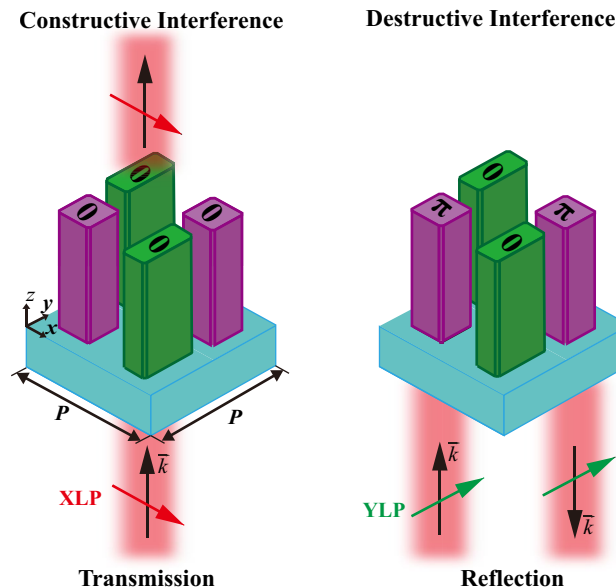 Constructive Interference
Destructive Interference
0
0
0
0
π
0
π
0
z
y
x
P
P
k̄
XLP
k̄
YLP
k̄
Transmission
Reflection